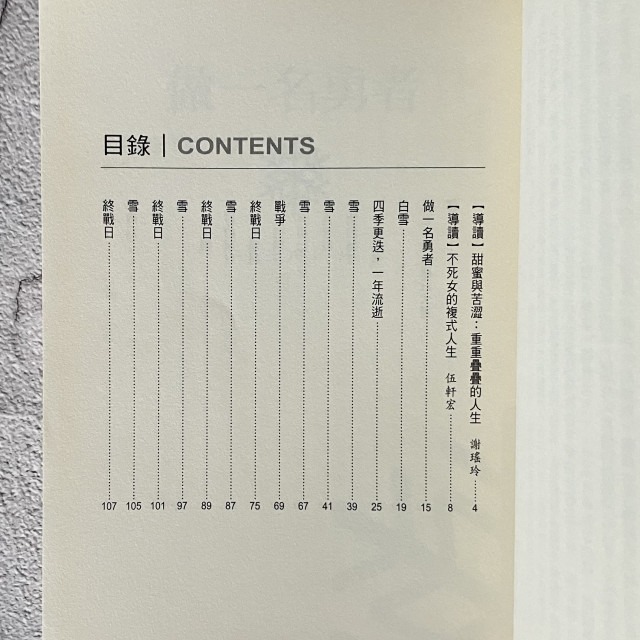 目錄｜CONTENTS
【導讀】甜蜜與苦澀：重重疊疊的人生　謝瑤玲……4
【導讀】不死女的複式人生　伍軒宏……8
做一名勇者……15
白雪……19
四季更迭，一年流逝……25
雪……39
雪……41
雪……67
戰爭……69
終戰日……75
雪……87
終戰日……89
雪……97
終戰日……101
雪……105
終戰日……107